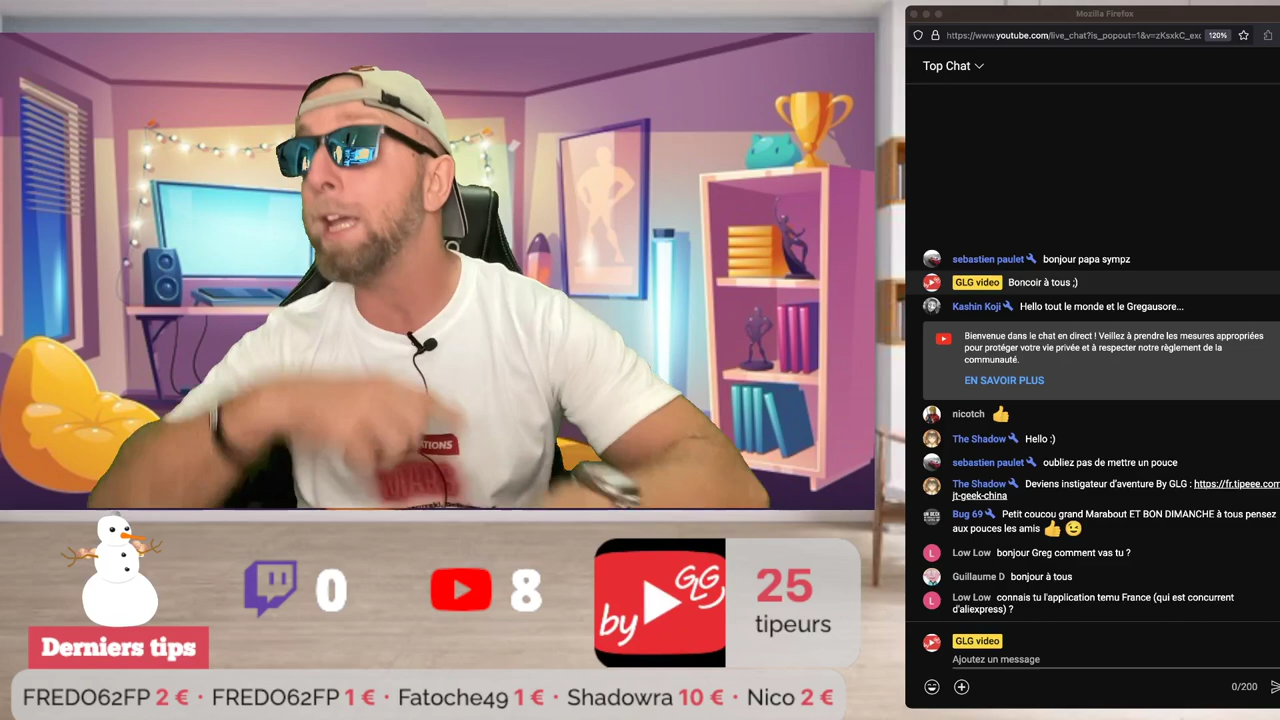 Mozilla Firefox
https://www.youtube.com/live_chat?is_popout=1&v=zKsxkC_exc
120%
Top Chat
sebastien paulet bonjour papa sympz
GLG video Boncoir à tous ;)
Kashin Koji Hello tout le monde et le Gregausore...
Bienvenue dans le chat en direct ! Veillez à prendre les mesures appropriées
pour protéger votre vie privée et à respecter notre règlement de la
communauté.
EN SAVOIR PLUS
nicotch 👍
The Shadow Hello :)
sebastien paulet oubliez pas de mettre un pouce
The Shadow Deviens instigateur d'aventure By GLG : https://fr.tipeee.com
jt-geek-china
Bug 69 Petit coucou grand Marabout ET BON DIMANCHE à tous pensez
aux pouces les amis 👍 😉
L Low Low bonjour Greg comment vas tu ?
Guillaume D bonjour à tous
L Low Low connais tu l'application temu France (qui est concurrent
d'aliexpress) ?
GLG video
Ajoutez un message
0/200
ATIONS
0
8
by GLG
25
tipeurs
Derniers tips
FREDO62FP 2 € · FREDO62FP 1 € · Fatoche49 1 € · Shadowra 10 € · Nico 2 €